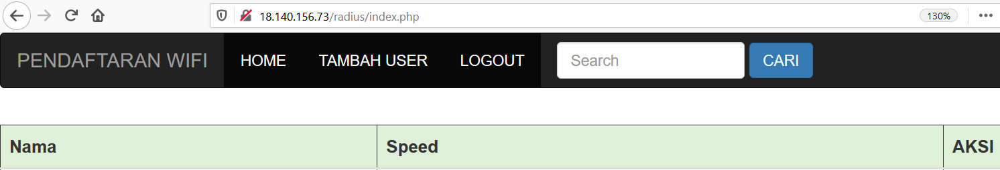 18.140.156.73/radius/index.php 130%
PENDAFTARAN WIFI HOME TAMBAH USER LOGOUT Search CARI
Nama Speed AKSI